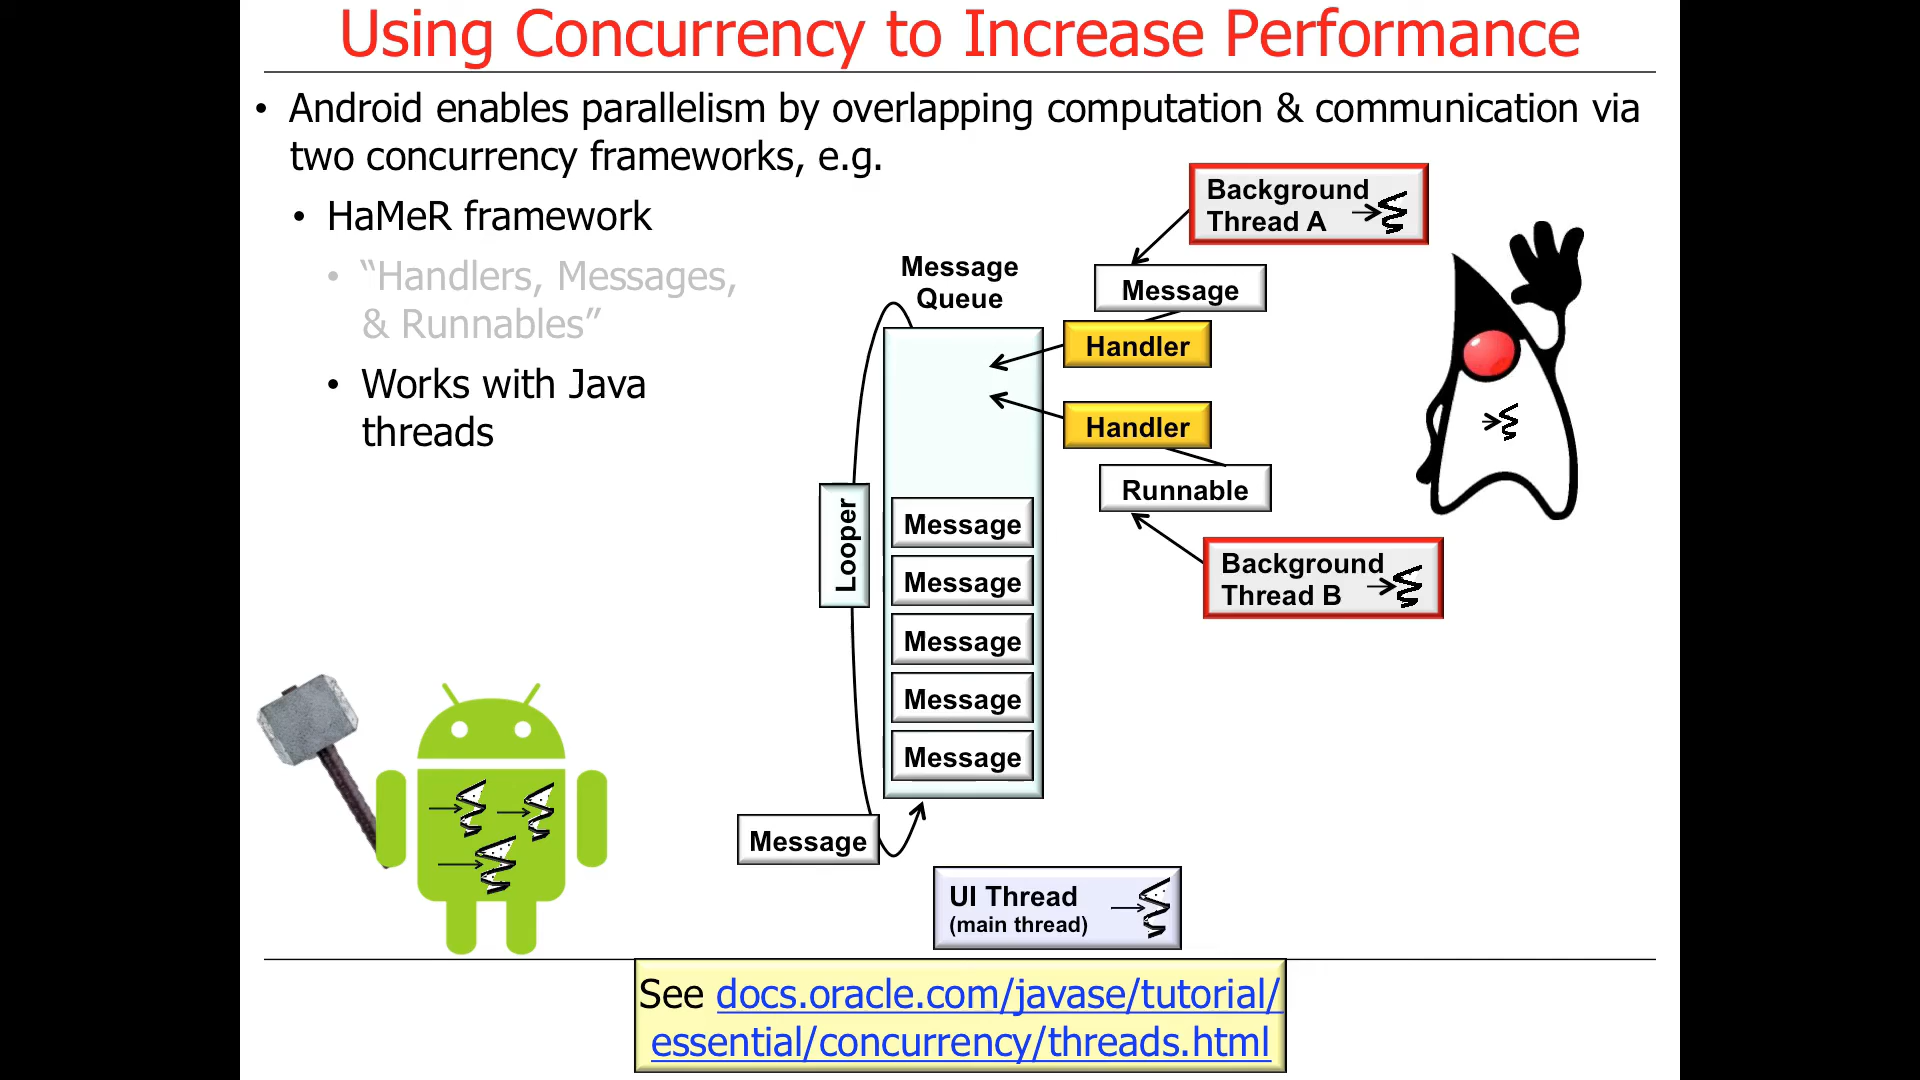 Using Concurrency to Increase Performance
• Android enables parallelism by overlapping computation & communication via
two concurrency frameworks, e.g.
• HaMeR framework
• “Handlers, Messages,
& Runnables”
• Works with Java
threads
Background
Thread A
Message
Message
Queue
Handler
Handler
Runnable
Background
Thread B
Looper
Message
Message
Message
Message
Message
Message
UI Thread
(main thread)
See docs.oracle.com/javase/tutorial/
essential/concurrency/threads.html